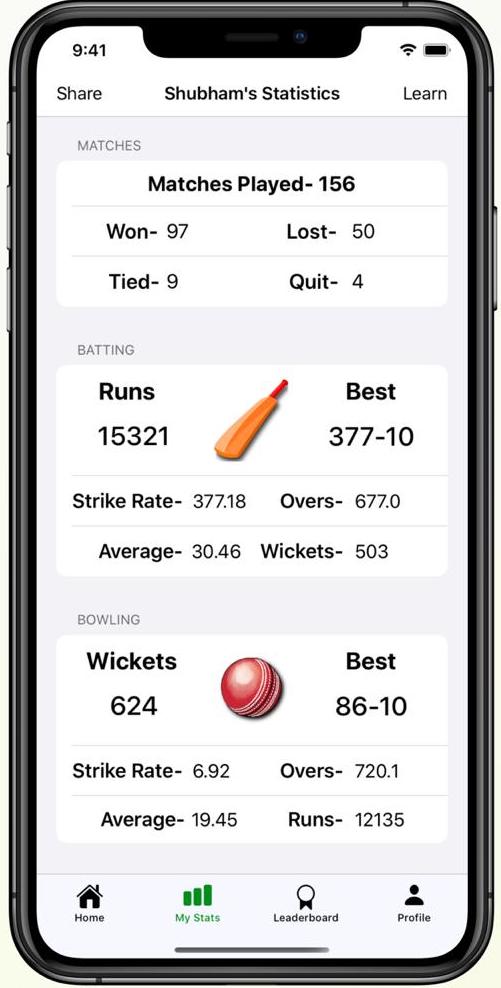 9:41
Share Shubham's Statistics Learn
MATCHES
Matches Played- 156
Won- 97 Lost- 50
Tied- 9 Quit- 4
BATTING
Runs Best
15321 377-10
Strike Rate- 377.18 Overs- 677.0
Average- 30.46 Wickets- 503
BOWLING
Wickets Best
624 86-10
Strike Rate- 6.92 Overs- 720.1
Average- 19.45 Runs- 12135
Home My Stats Leaderboard Profile